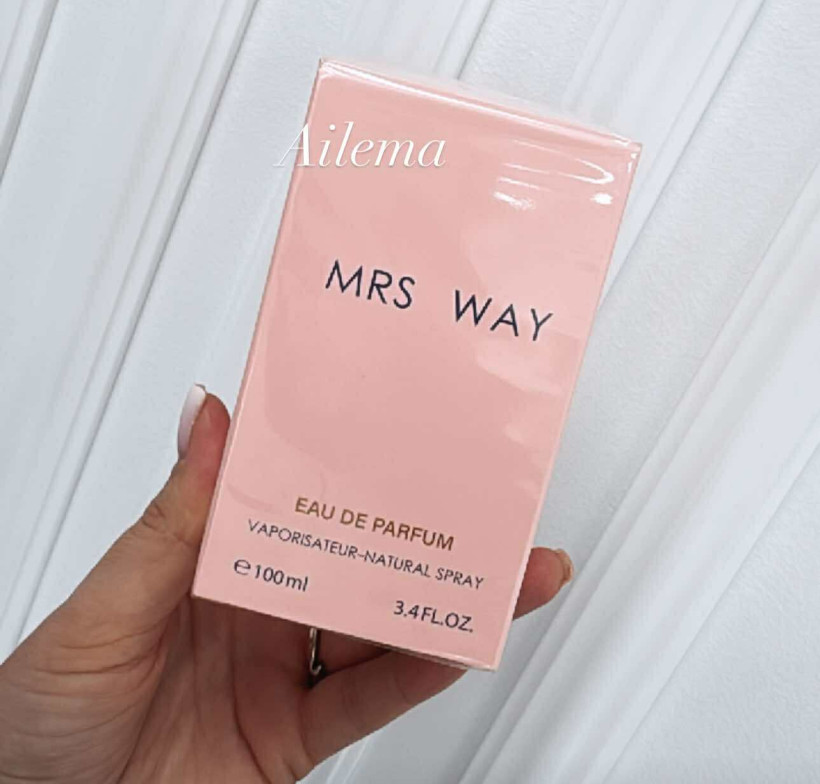 Ailema
MRS WAY
EAU DE PARFUM
VAPORISATEUR-NATURAL SPRAY
℮100ml
3.4FL.OZ.